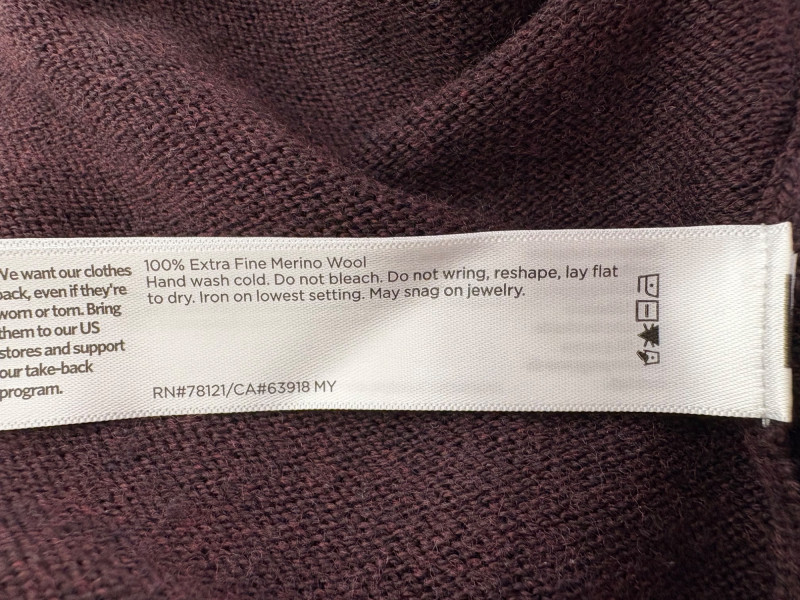 We want our clothes
back, even if they're
worn or torn. Bring
them to our US
stores and support
our take-back
program.
100% Extra Fine Merino Wool
Hand wash cold. Do not bleach. Do not wring, reshape, lay flat
to dry. Iron on lowest setting. May snag on jewelry.
RN#78121/CA#63918 MY